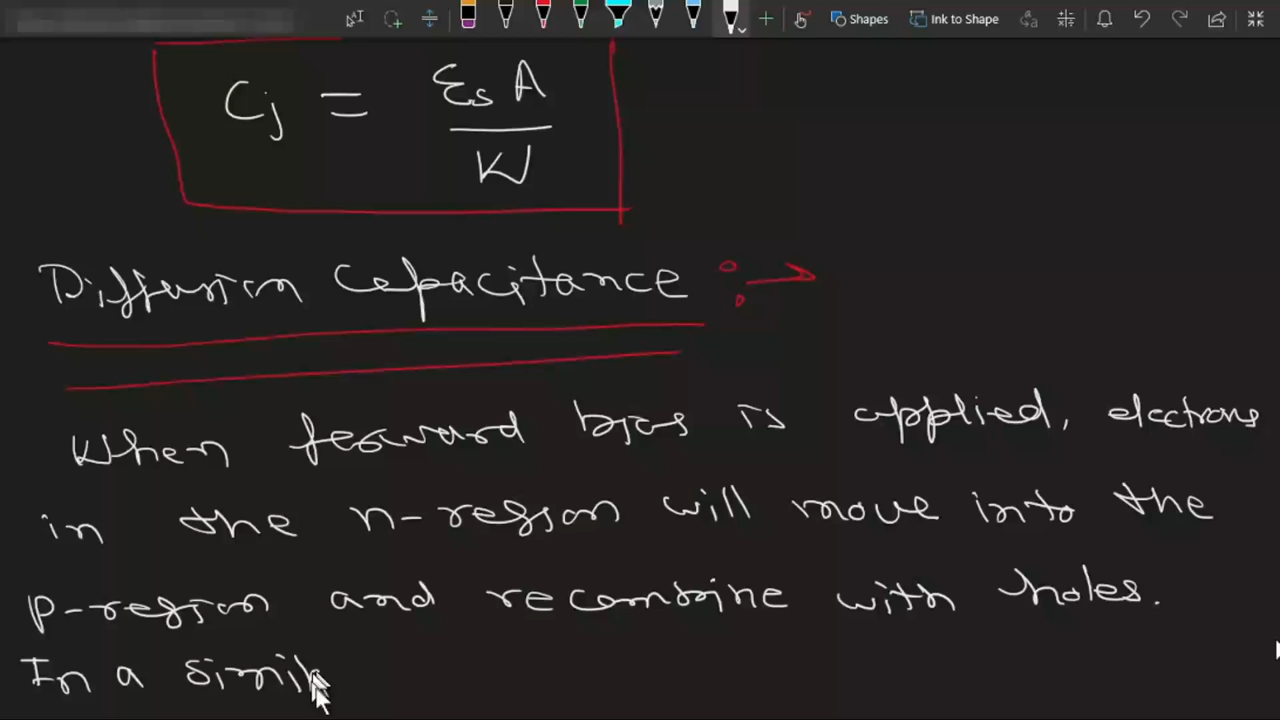 Shapes
Ink to Shape
Cj = εs A / W
Diffusion Capacitance :→
When forward bias is applied, electrons
in the n-region will move into the
p-region and recombine with holes.
In a simil